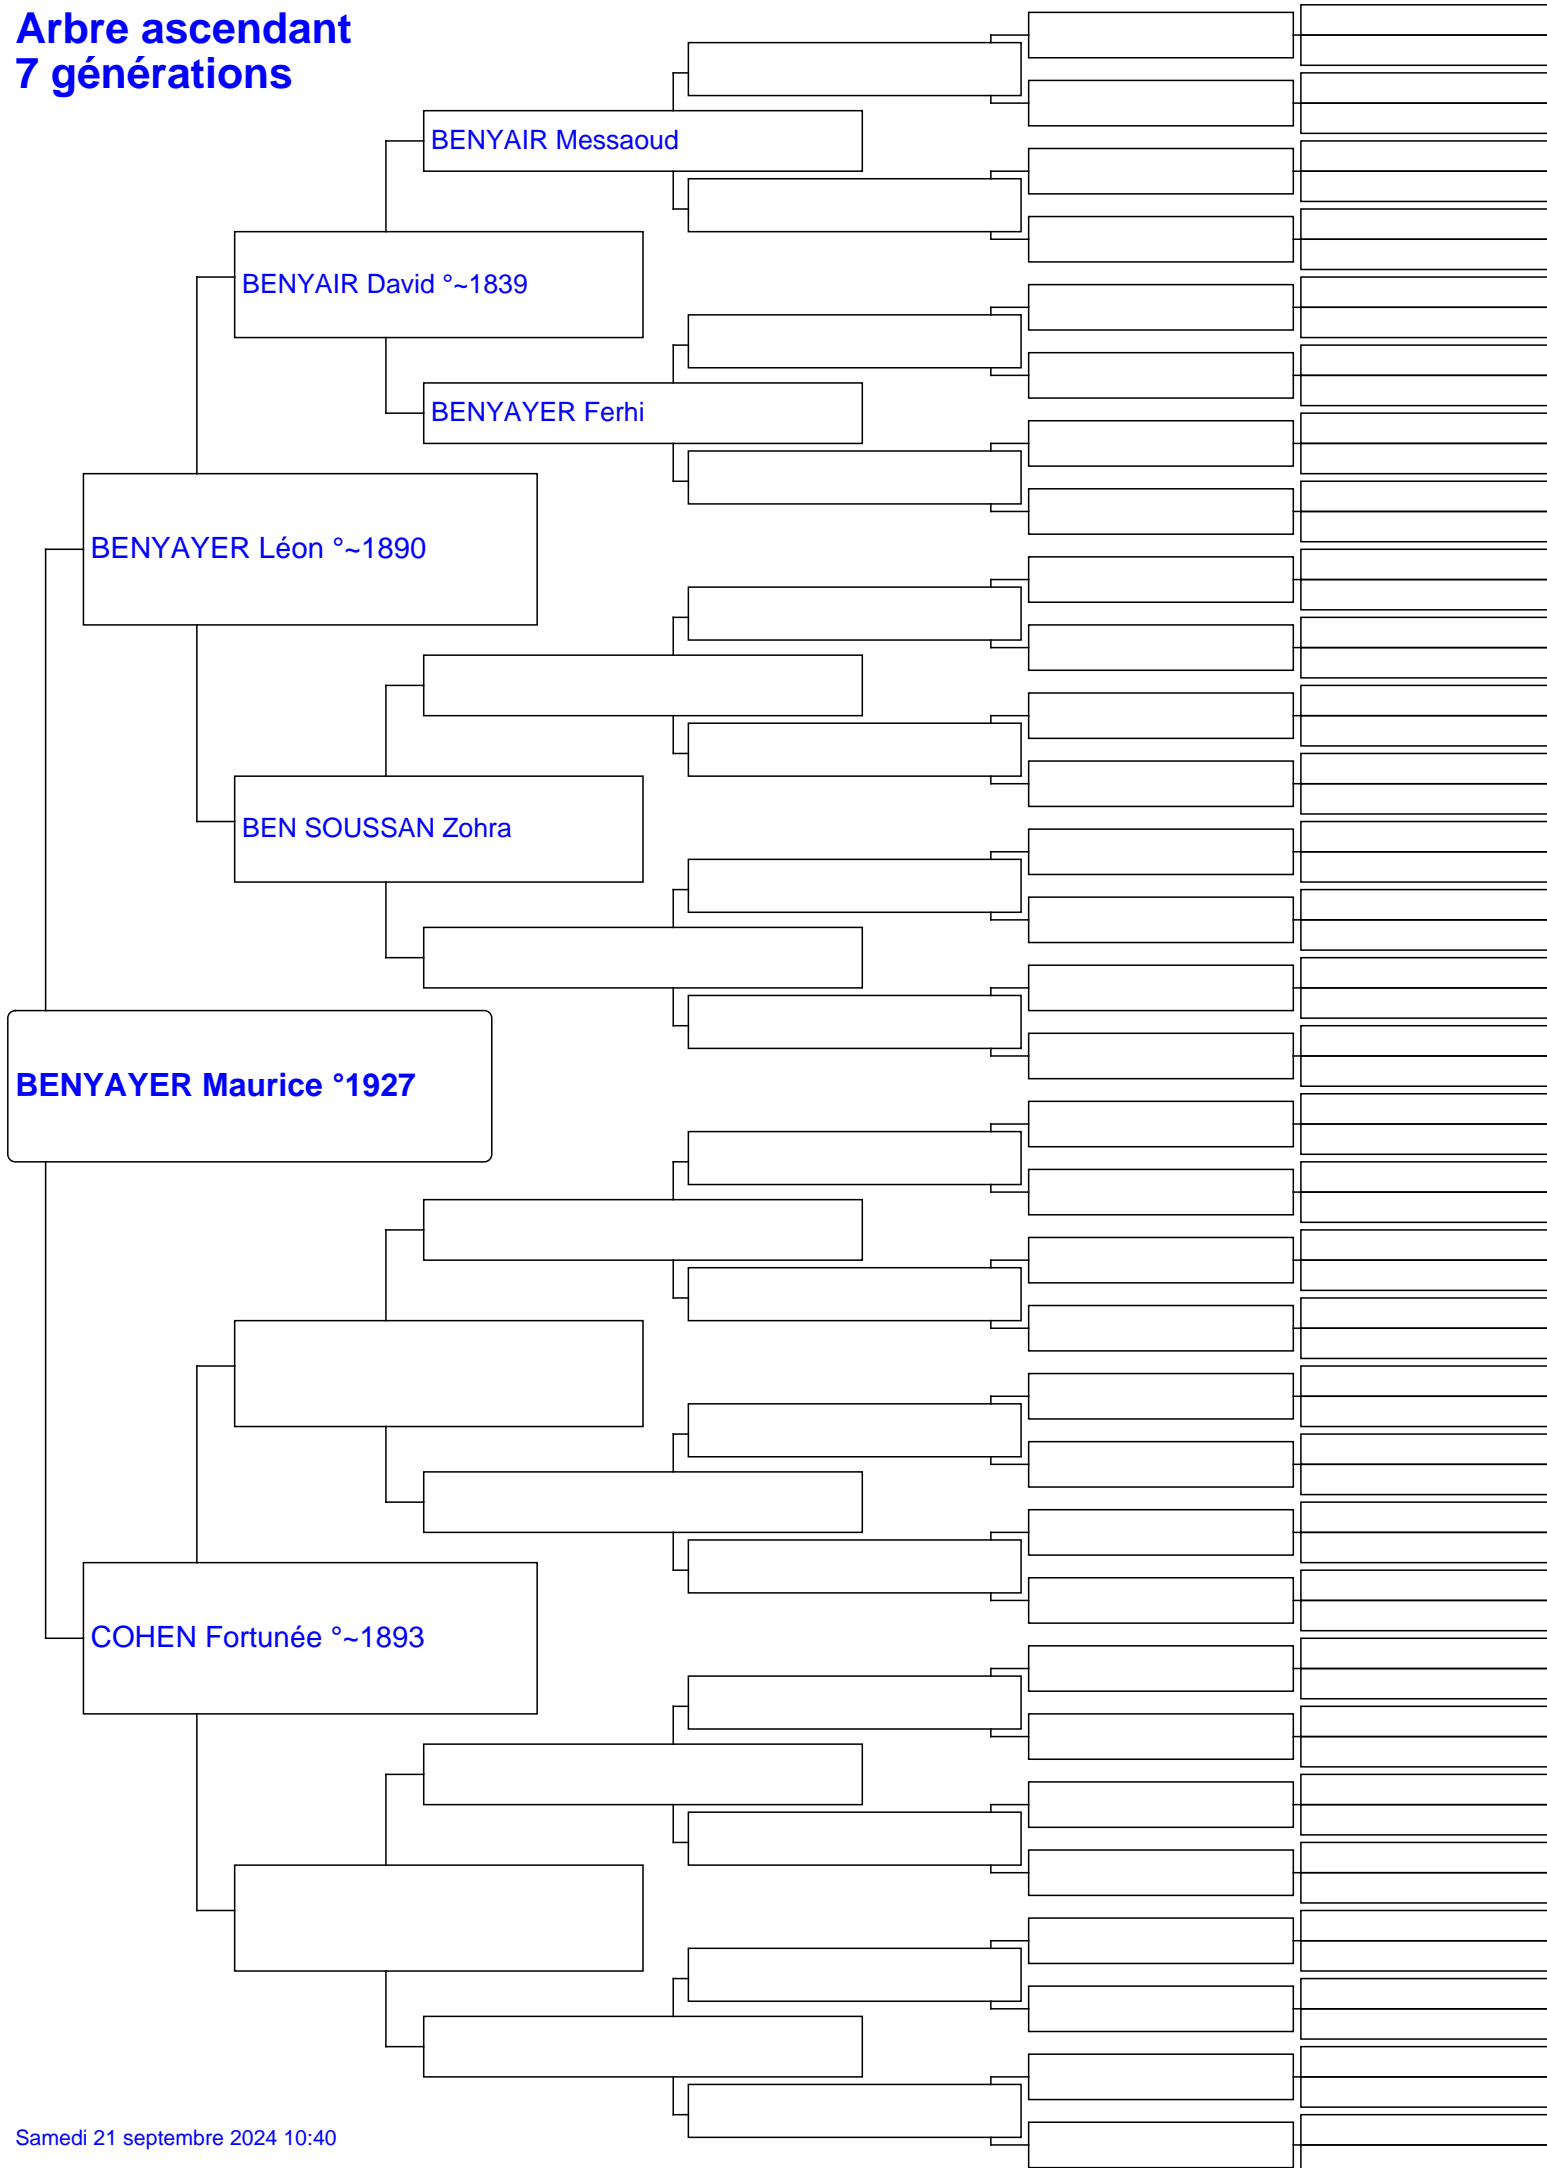 Arbre ascendant
7 générations
BENYAIR Messaoud
BENYAIR David °~1839
BENYAYER Ferhi
BENYAYER Léon °~1890
BEN SOUSSAN Zohra
BENYAYER Maurice °1927
COHEN Fortunée °~1893
Samedi 21 septembre 2024 10:40